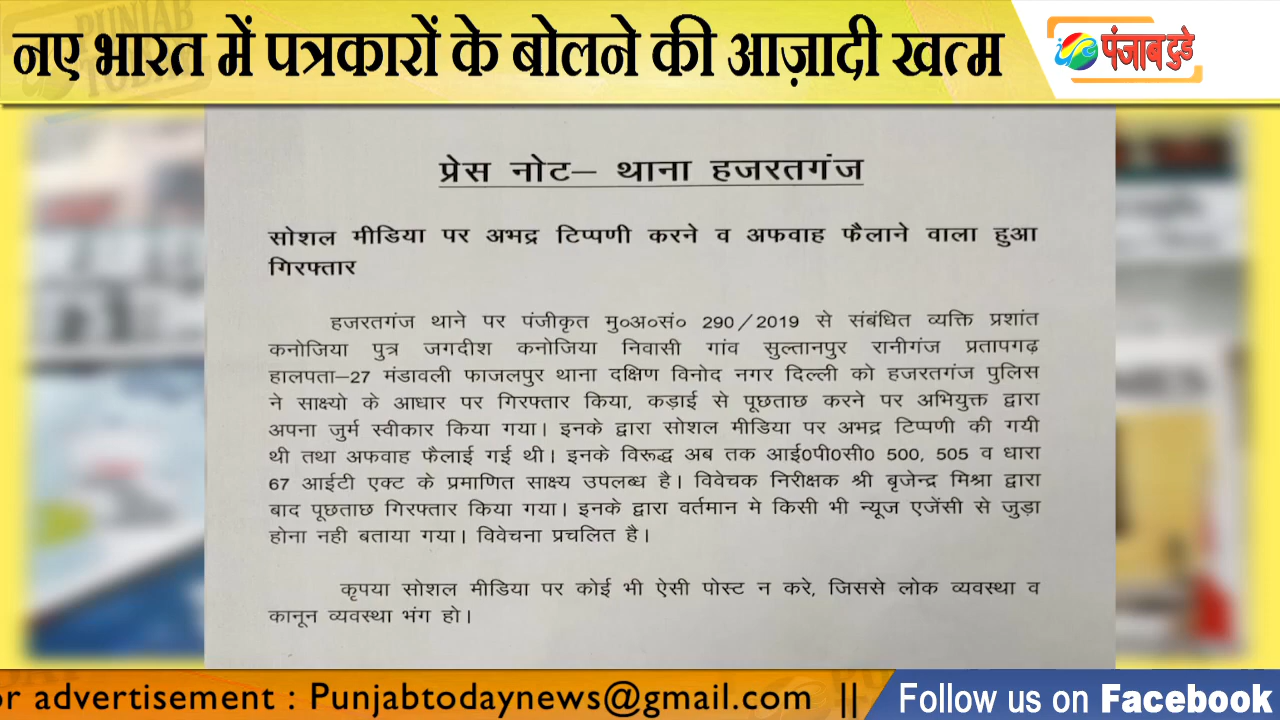 नए भारत में पत्रकारों के बोलने की आज़ादी खत्म
पंजाब टुडे
प्रेस नोट– थाना हजरतगंज
सोशल मीडिया पर अभद्र टिप्पणी करने व अफवाह फैलाने वाला हुआ
गिरफ्तार
हजरतगंज थाने पर पंजीकृत मु०अ०सं० 290/2019 से संबंधित व्यक्ति प्रशांत
कनोजिया पुत्र जगदीश कनोजिया निवासी गांव सुल्तानपुर रानीगंज प्रतापगढ़
हालपता–27 मंडावली फाजलपुर थाना दक्षिण विनोद नगर दिल्ली को हजरतगंज पुलिस
ने साक्ष्यो के आधार पर गिरफ्तार किया, कड़ाई से पूछताछ करने पर अभियुक्त द्वारा
अपना जुर्म स्वीकार किया गया। इनके द्वारा सोशल मीडिया पर अभद्र टिप्पणी की गयी
थी तथा अफवाह फैलाई गई थी। इनके विरूद्ध अब तक आई0पी0सी0 500, 505 व धारा
67 आईटी एक्ट के प्रमाणित साक्ष्य उपलब्ध है। विवेचक निरीक्षक श्री बृजेन्द्र मिश्रा द्वारा
बाद पूछताछ गिरफ्तार किया गया। इनके द्वारा वर्तमान मे किसी भी न्यूज एजेंसी से जुड़ा
होना नही बताया गया। विवेचना प्रचलित है।
कृपया सोशल मीडिया पर कोई भी ऐसी पोस्ट न करे, जिससे लोक व्यवस्था व
कानून व्यवस्था भंग हो।
or advertisement : Punjabtodaynews@gmail.com || Follow us on Facebook